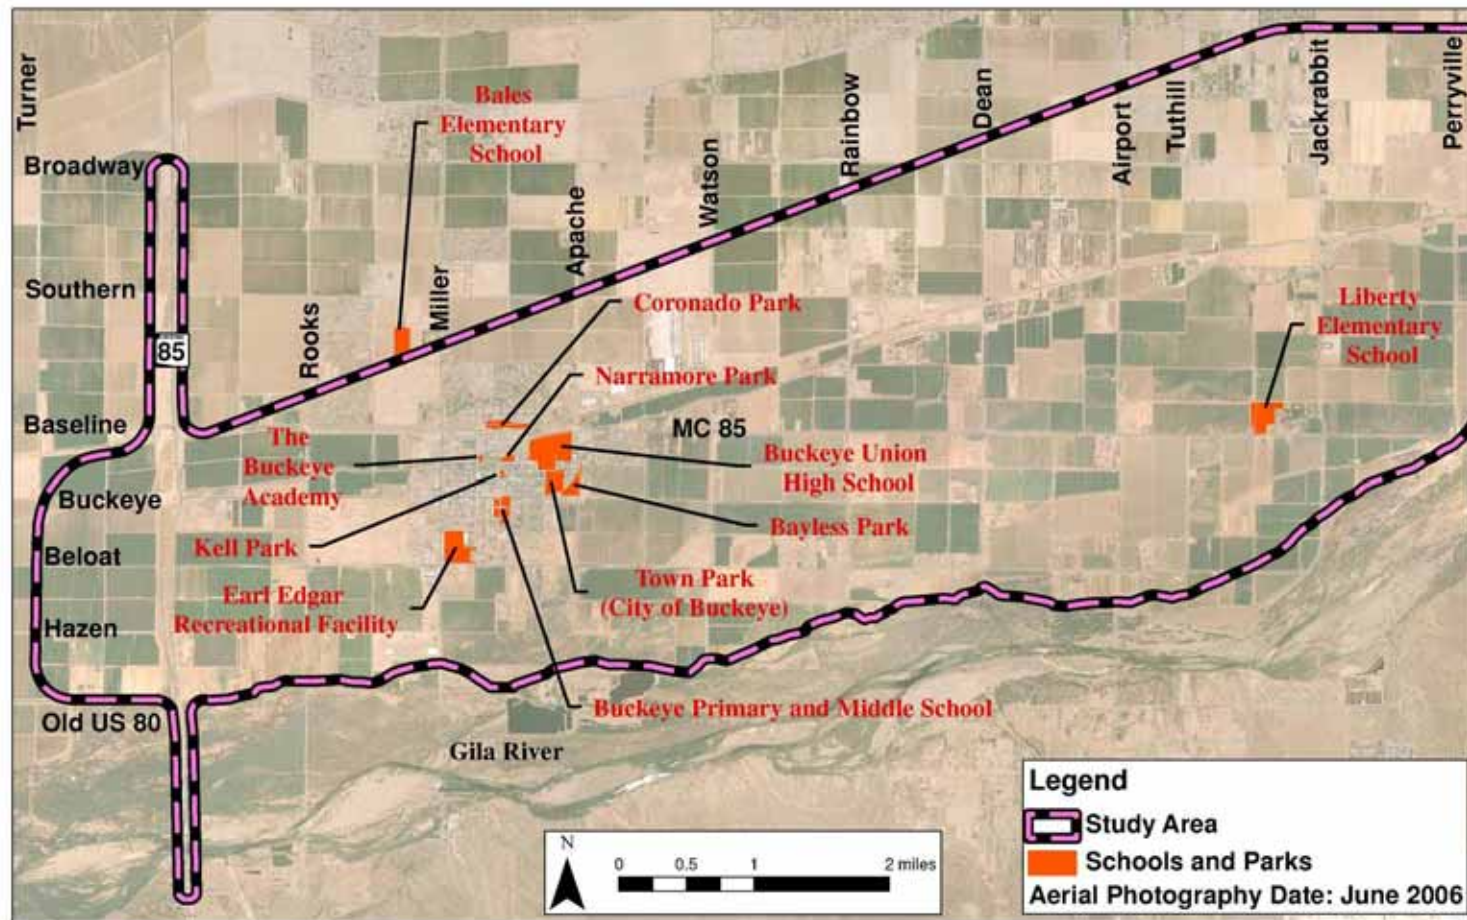 Turner
Broadway
Southern
85
Baseline
Buckeye
Beloat
Hazen
Old US 80
Rooks
Miller
Apache
Watson
Rainbow
Dean
Airport
Tuthill
Jackrabbit
Perryville
Bales
Elementary
School
Coronado Park
Narramore Park
MC 85
Liberty
Elementary
School
The
Buckeye
Academy
Buckeye Union
High School
Kell Park
Bayless Park
Earl Edgar
Recreational Facility
Town Park
(City of Buckeye)
Buckeye Primary and Middle School
Gila River
N
0 0.5 1 2 miles
Legend
Study Area
Schools and Parks
Aerial Photography Date: June 2006